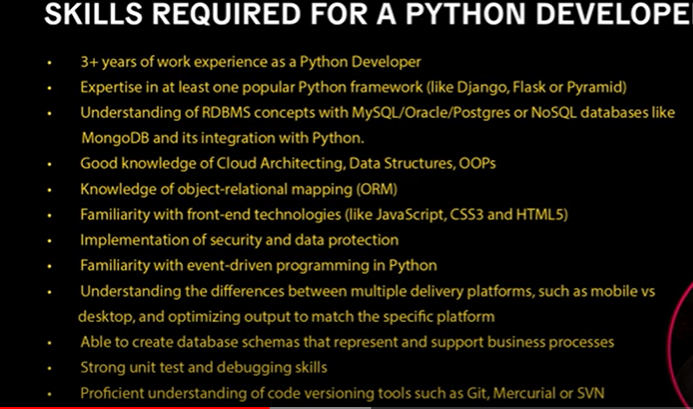 SKILLS REQUIRED FOR A PYTHON DEVELOPE
• 3+ years of work experience as a Python Developer
• Expertise in at least one popular Python framework (like Django, Flask or Pyramid)
• Understanding of RDBMS concepts with MySQL/Oracle/Postgres or NoSQL databases like
MongoDB and its integration with Python.
• Good knowledge of Cloud Architecting, Data Structures, OOPs
• Knowledge of object-relational mapping (ORM)
• Familiarity with front-end technologies (like JavaScript, CSS3 and HTML5)
• Implementation of security and data protection
• Familiarity with event-driven programming in Python
• Understanding the differences between multiple delivery platforms, such as mobile vs
desktop, and optimizing output to match the specific platform
• Able to create database schemas that represent and support business processes
• Strong unit test and debugging skills
• Proficient understanding of code versioning tools such as Git, Mercurial or SVN